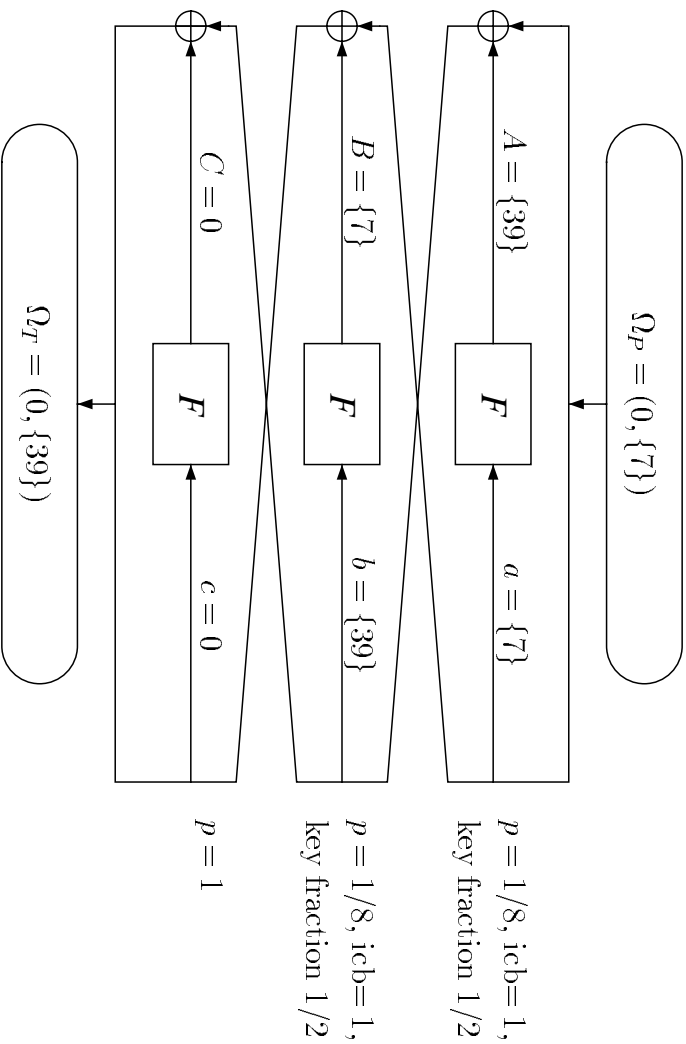 Ω_P = (0, {7})
A = {39}
F
a = {7}
p = 1/8, icb= 1,
key fraction 1/2
B = {7}
F
b = {39}
p = 1/8, icb= 1,
key fraction 1/2
C = 0
F
c = 0
p = 1
Ω_T = (0, {39})